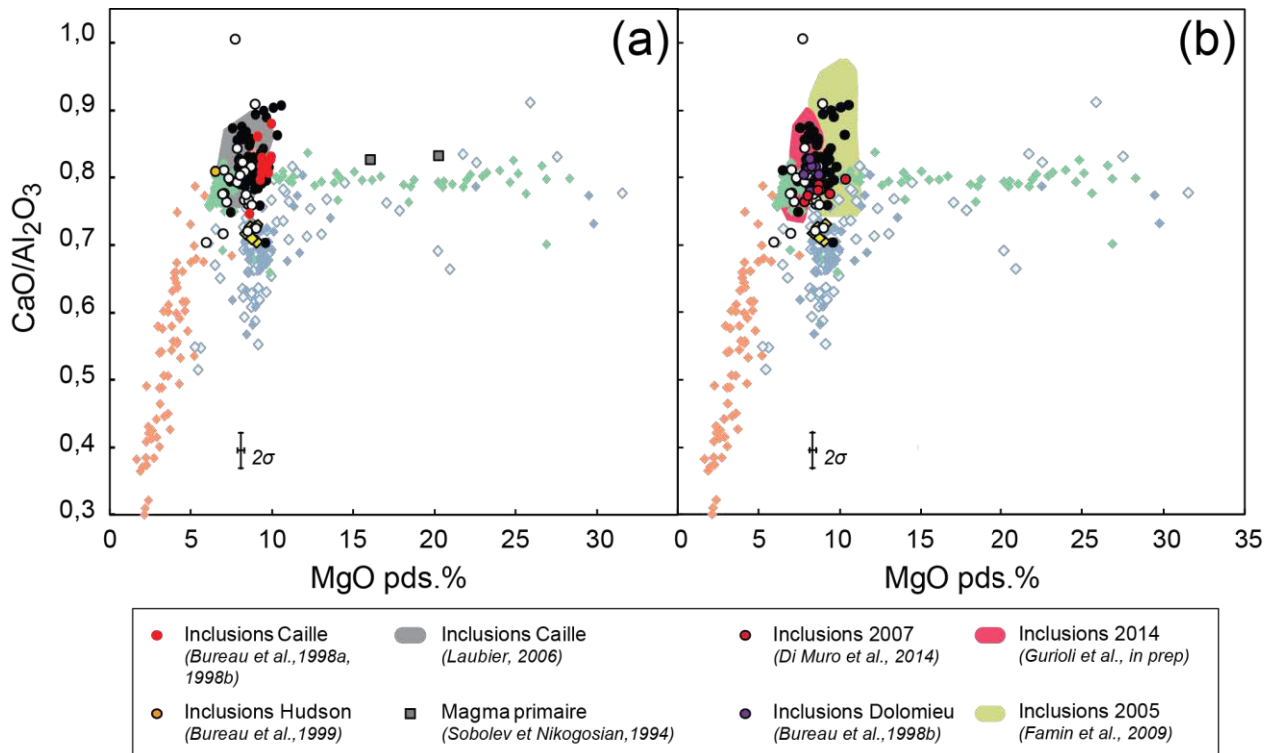 (a)
(b)
1,0
0,9
0,8
0,7
0,6
0,5
0,4
0,3
CaO/Al2O3
2σ
2σ
0 5 10 15 20 25 30
0 5 10 15 20 25 30 35
MgO pds.%
MgO pds.%
Inclusions Caille
(Bureau et al.,1998a,
1998b)
Inclusions Caille
(Laubier, 2006)
Inclusions 2007
(Di Muro et al., 2014)
Inclusions 2014
(Gurioli et al., in prep)
Inclusions Hudson
(Bureau et al.,1999)
Magma primaire
(Sobolev et Nikogosian,1994)
Inclusions Dolomieu
(Bureau et al.,1998b)
Inclusions 2005
(Famin et al., 2009)